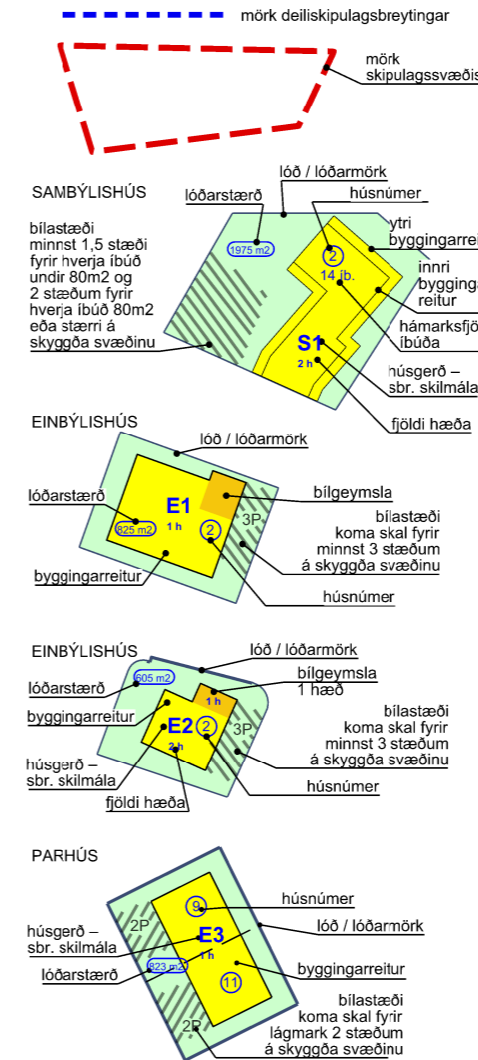 mörk deiliskipulagsbreytingar
mörk
skipulagssvæðis
SAMBÝLISHÚS
lóð / lóðarmörk
lóðarstærð
húsnúmer
bílastæði
minnst 1,5 stæði
fyrir hverja íbúð
undir 80m2 og
2 stæðum fyrir
hverja íbúð 80m2
eða stærri á
skyggða svæðinu
1975 m2
2
14 íb.
S1
2 h
ytri
byggingarrei
innri
bygginga
reitur
hámarksfjö
íbúða
húsgerð –
sbr. skilmála
fjöldi hæða
EINBÝLISHÚS
lóð / lóðarmörk
lóðarstærð
E1
1 h
825 m2
2
3P
bílgeymsla
bílastæði
koma skal fyrir
minnst 3 stæðum
á skyggða svæðinu
byggingarreitur
húsnúmer
EINBÝLISHÚS
lóð / lóðarmörk
605 m2
lóðarstærð
bílgeymsla
1 hæð
1 h
byggingarreitur
E2
2
2 h
3P
bílastæði
koma skal fyrir
minnst 3 stæðum
á skyggða svæðinu
húsgerð –
sbr. skilmála
húsnúmer
fjöldi hæða
PARHÚS
húsnúmer
9
2P
húsgerð –
sbr. skilmála
E3
1 h
lóð / lóðarmörk
lóðarstærð
823 m2
byggingarreitur
11
2P
bílastæði
koma skal fyrir
lágmark 2 stæðum
á skyggða svæðinu